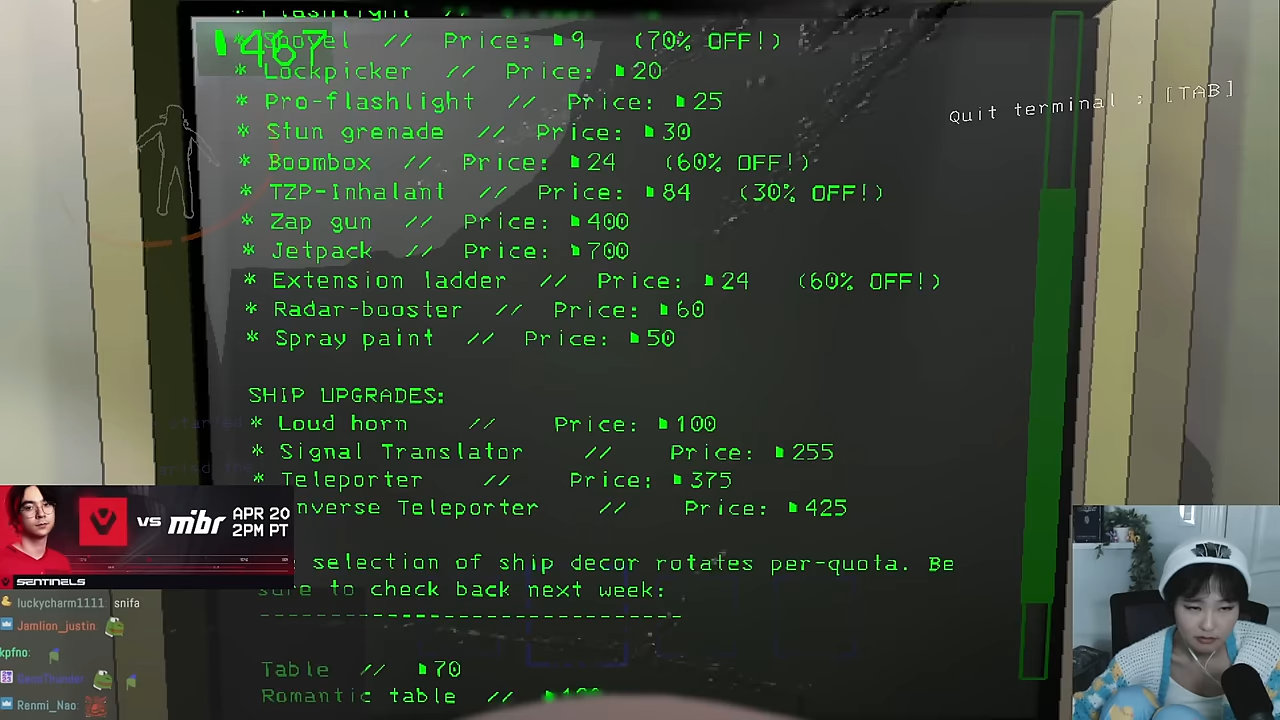 * Flashlight //
467
* Shovel // Price: 9 (70% OFF!)
* Lockpicker // Price: 20
* Pro-flashlight // Price: 25
* Stun grenade // Price: 30
* Boombox // Price: 24 (60% OFF!)
* TZP-Inhalant // Price: 84 (30% OFF!)
* Zap gun // Price: 400
* Jetpack // Price: 700
* Extension ladder // Price: 24 (60% OFF!)
* Radar-booster // Price: 60
* Spray paint // Price: 50
Quit terminal : [TAB]
SHIP UPGRADES:
* Loud horn // Price: 100
* Signal Translator // Price: 255
* Teleporter // Price: 375
nverse Teleporter // Price: 425
selection of ship decor rotates per-quota. Be
sure to check back next week:
------------------------------
Table // 70
Romantic table //
VS mibr APR 20
2PM PT
SENTINELS
luckycharm1111 snifa
Jamlion_justin
kpfno:
Renmi_Nao: